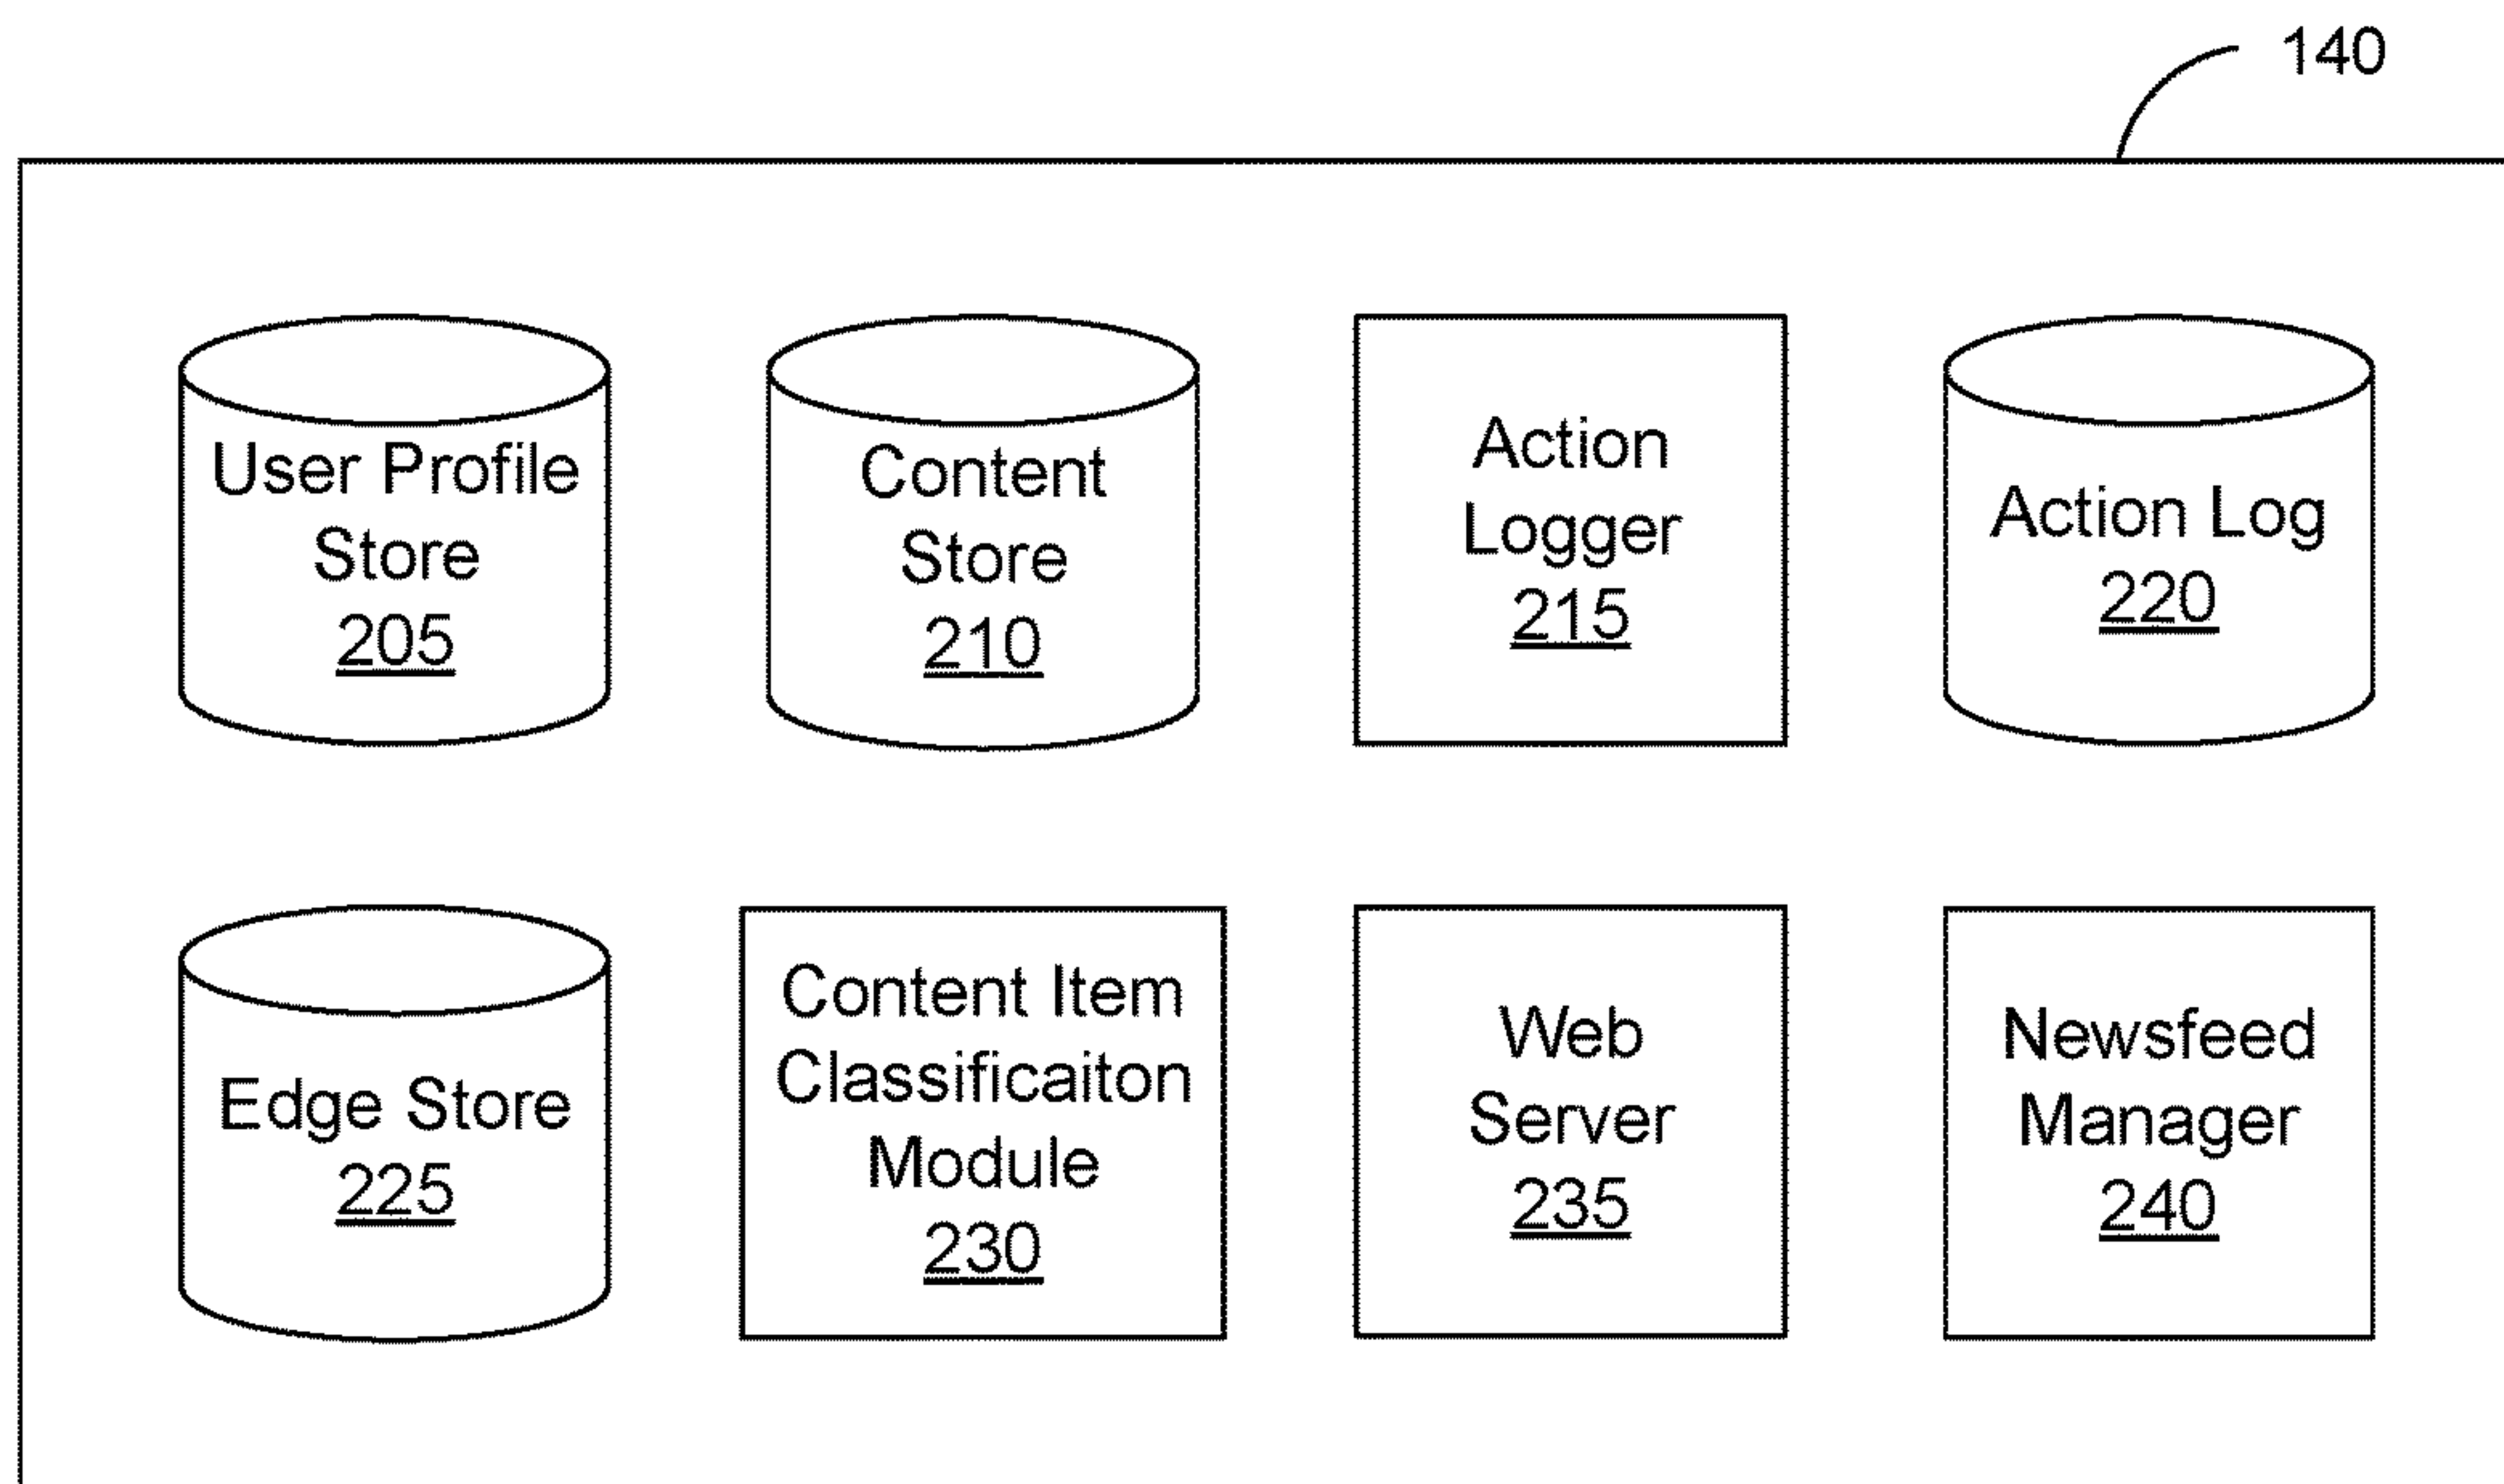 140
User Profile
Store
205
Content
Store
210
Action
Logger
215
Action Log
220
Edge Store
225
Content Item
Classificaiton
Module
230
Web
Server
235
Newsfeed
Manager
240